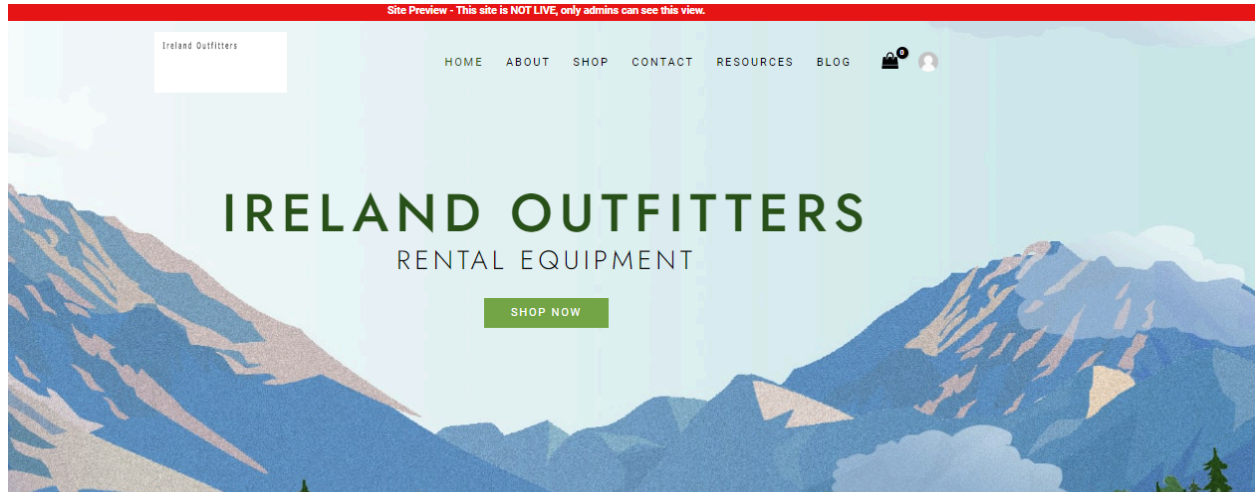 Site Preview - This site is NOT LIVE, only admins can see this view.
Ireland Outfitters
HOME ABOUT SHOP CONTACT RESOURCES BLOG 0
IRELAND OUTFITTERS
RENTAL EQUIPMENT
SHOP NOW